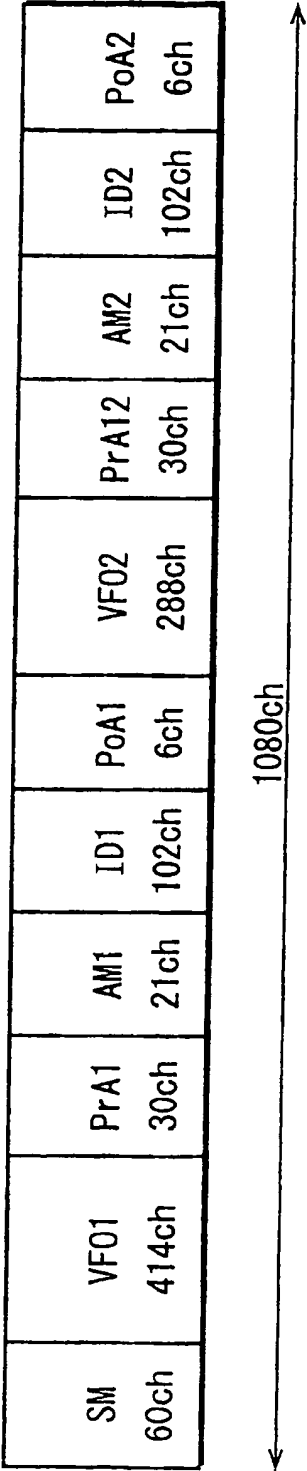 SM
60ch
VFO1
414ch
PrA1
30ch
AM1
21ch
ID1
102ch
PoA1
6ch
VFO2
288ch
PrA12
30ch
AM2
21ch
ID2
102ch
PoA2
6ch
1080ch